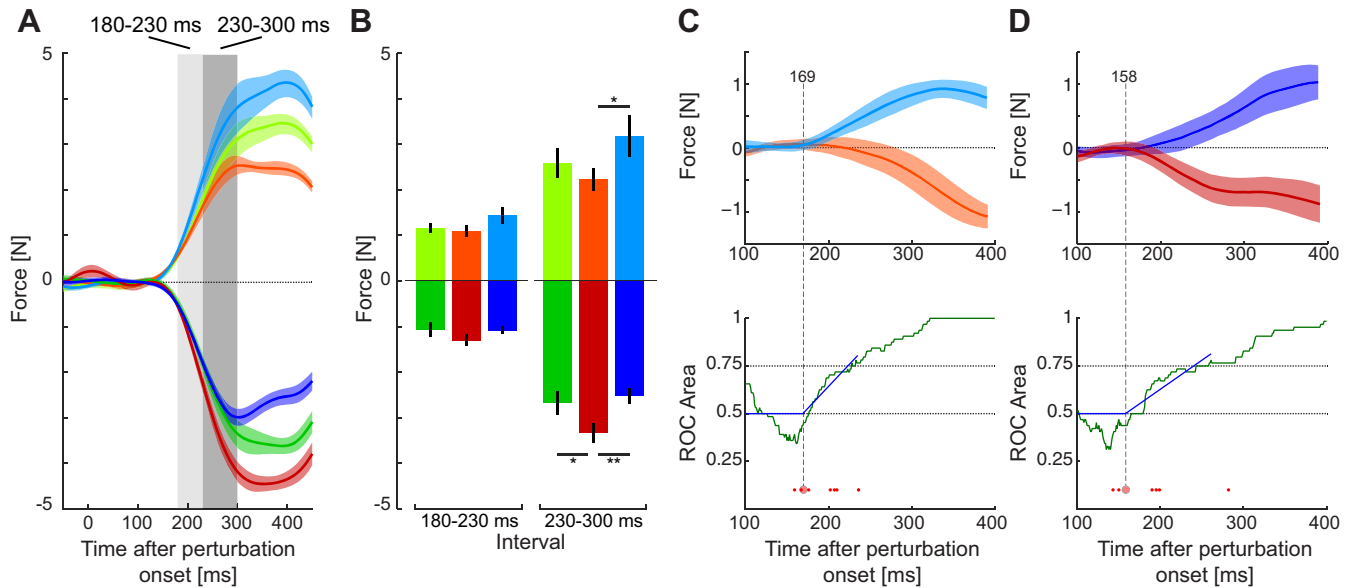 A
180-230 ms
230-300 ms
Force [N]
5
0
-5
0
100
200
300
400
Time after perturbation
onset [ms]
B
Force [N]
5
0
-5
*
*
**
180-230 ms
230-300 ms
Interval
C
169
Force [N]
1
0
−1
100
200
300
400
ROC Area
1
0.75
0.5
0.25
100
200
300
400
Time after perturbation
onset [ms]
D
158
Force [N]
1
0
−1
100
200
300
400
ROC Area
1
0.75
0.5
0.25
100
200
300
400
Time after perturbation
onset [ms]